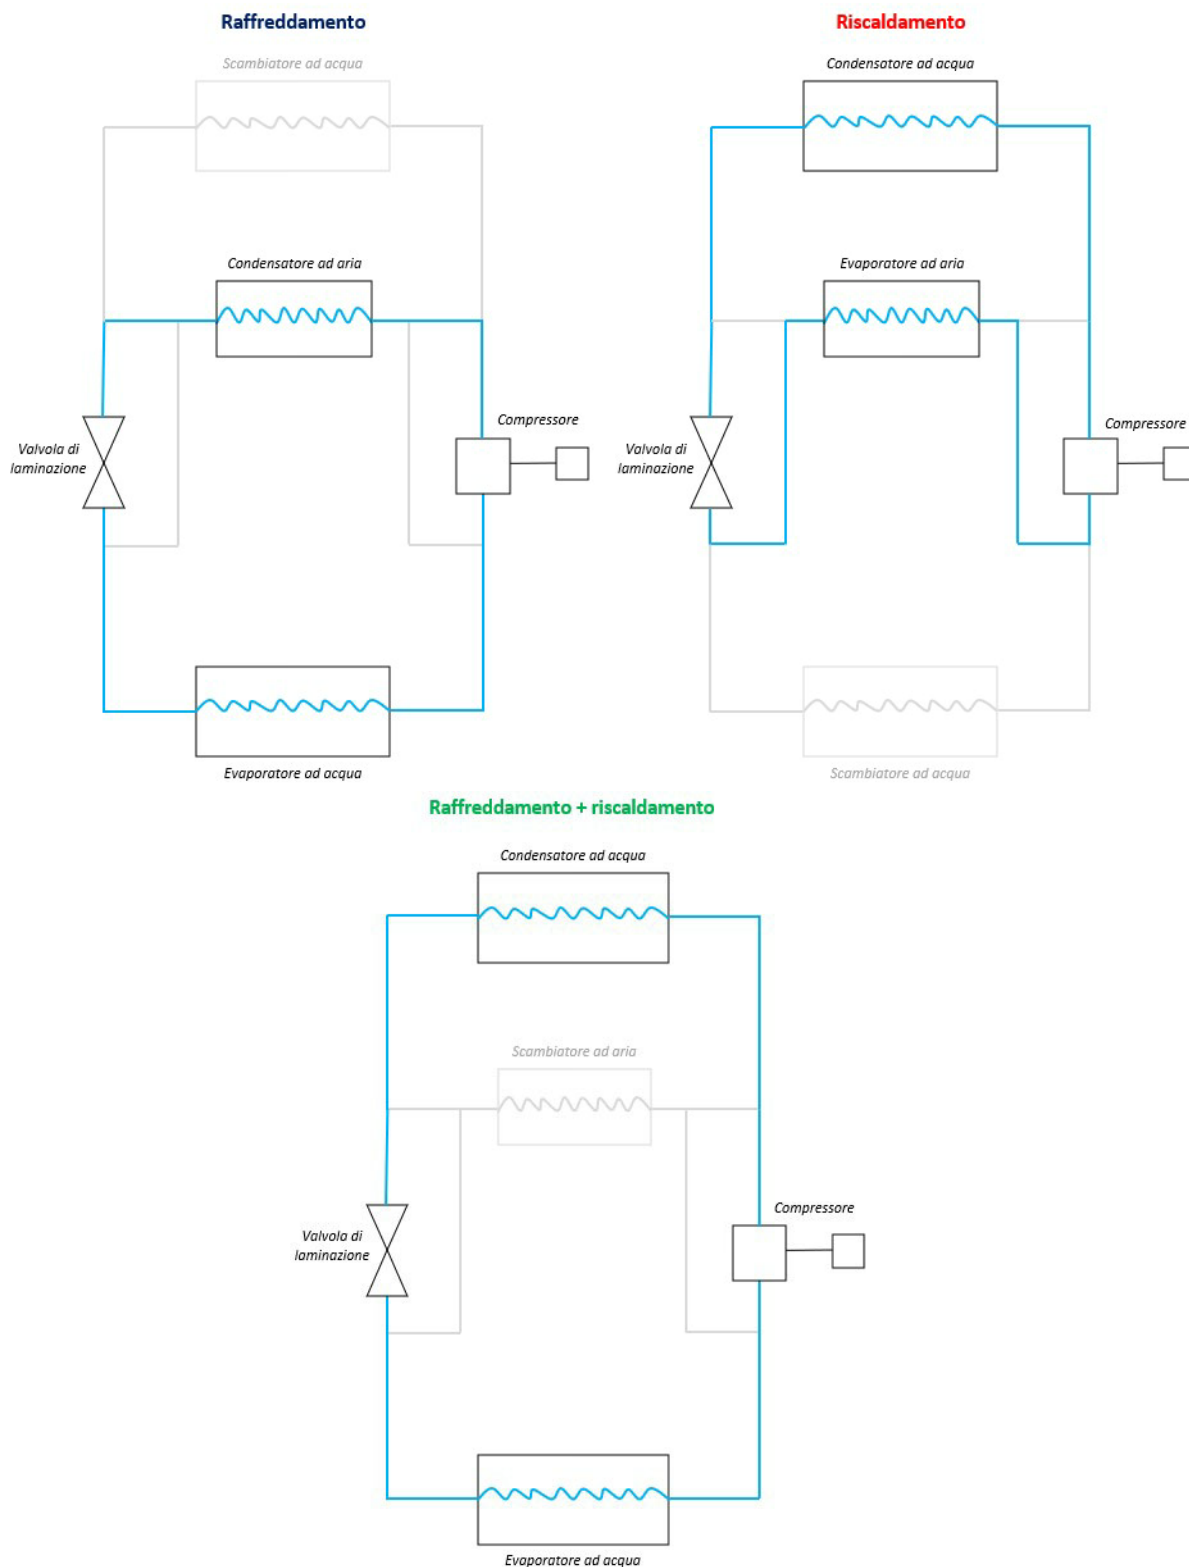 Raffreddamento
Scambiatore ad acqua
Condensatore ad aria
Compressore
Valvola di
laminazione
Evaporatore ad acqua
Riscaldamento
Condensatore ad acqua
Evaporatore ad aria
Compressore
Valvola di
laminazione
Scambiatore ad acqua
Raffreddamento + riscaldamento
Condensatore ad acqua
Scambiatore ad aria
Compressore
Valvola di
laminazione
Evaporatore ad acqua